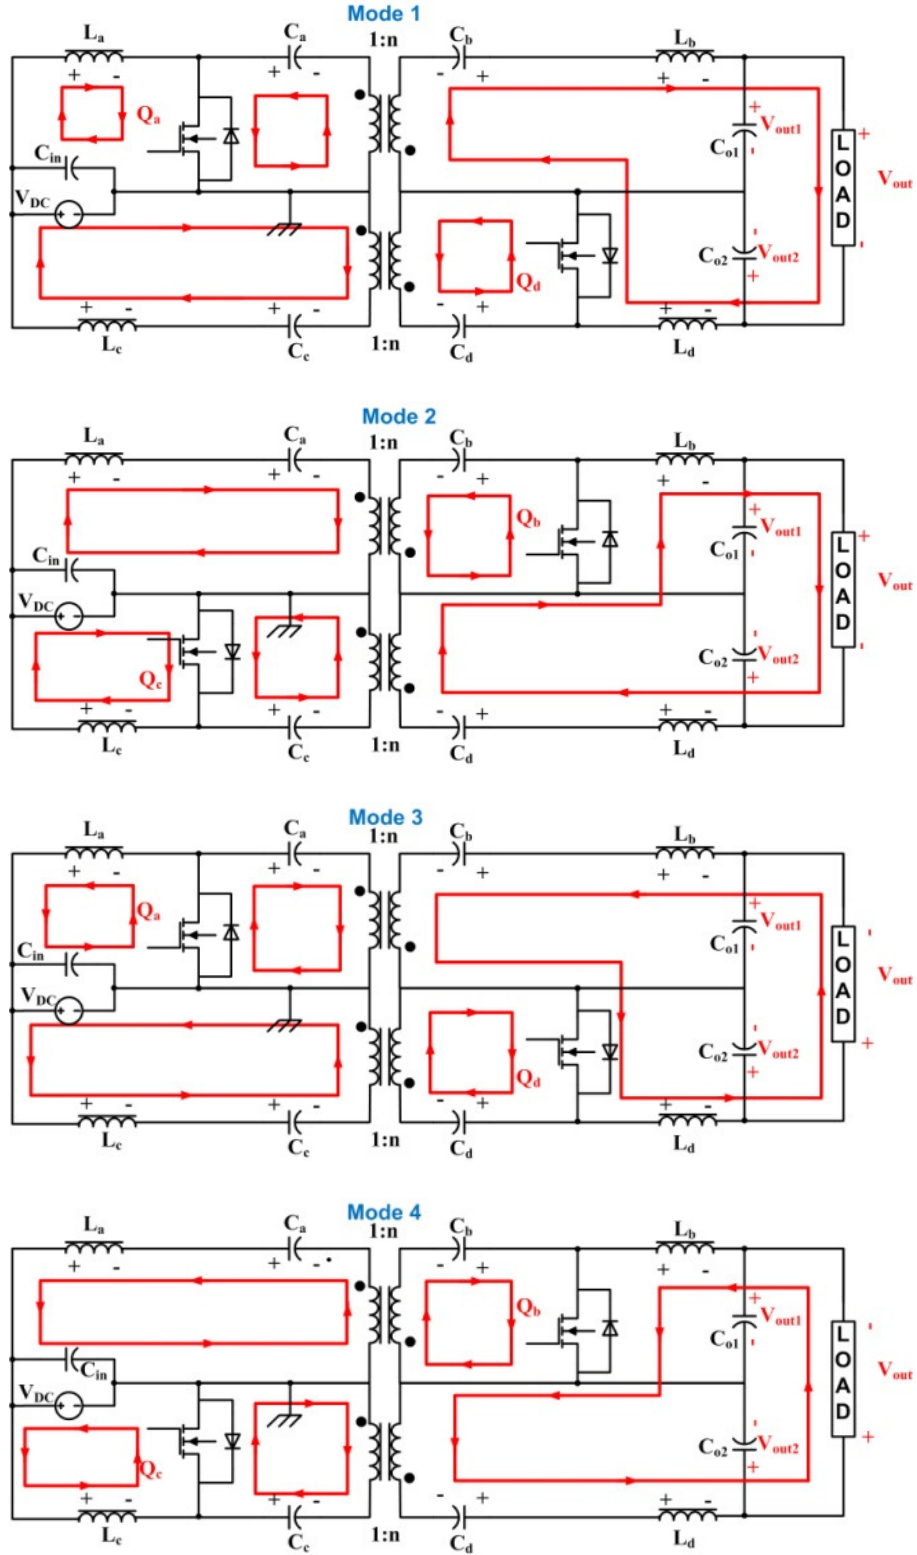 Mode 1
La Ca 1:n Cb Lb
+ - + - - + + -
Qa + Vout1
Cin Co1 - LOAD + Vout
VDC
- Co2 Vout2 -
Qd +
+ - + - - +
Lc Cc 1:n Cd Ld
Mode 2
La Ca 1:n Cb Lb
+ - + - - + + -
Qb + Vout1
Cin Co1 - LOAD + Vout
VDC
- Co2 Vout2 -
Qc +
+ - + - - + + -
Lc Cc 1:n Cd Ld
Mode 3
La Ca 1:n Cb Lb
+ - + - - + + -
Qa + Vout1
Cin Co1 - LOAD - Vout
VDC
- Co2 Vout2 +
Qd +
+ - + - - + + -
Lc Cc 1:n Cd Ld
Mode 4
La Ca 1:n Cb Lb
+ - + - - + + -
Qb + Vout1
Cin Co1 - LOAD - Vout
VDC
- Co2 Vout2 +
Qc +
+ - + - - + + -
Lc Cc 1:n Cd Ld